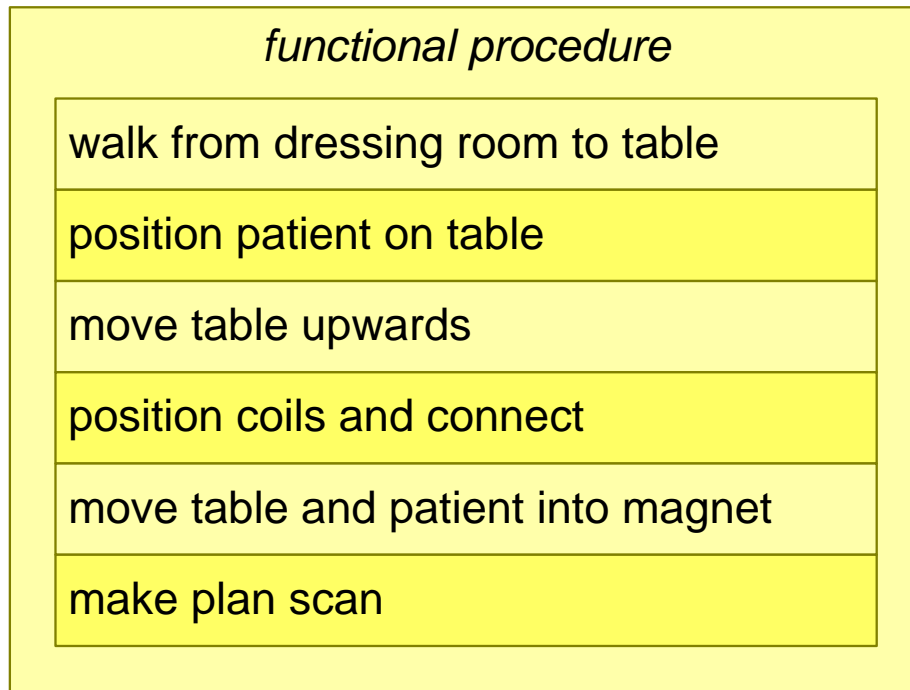 functional procedure
walk from dressing room to table
position patient on table
move table upwards
position coils and connect
move table and patient into magnet
make plan scan